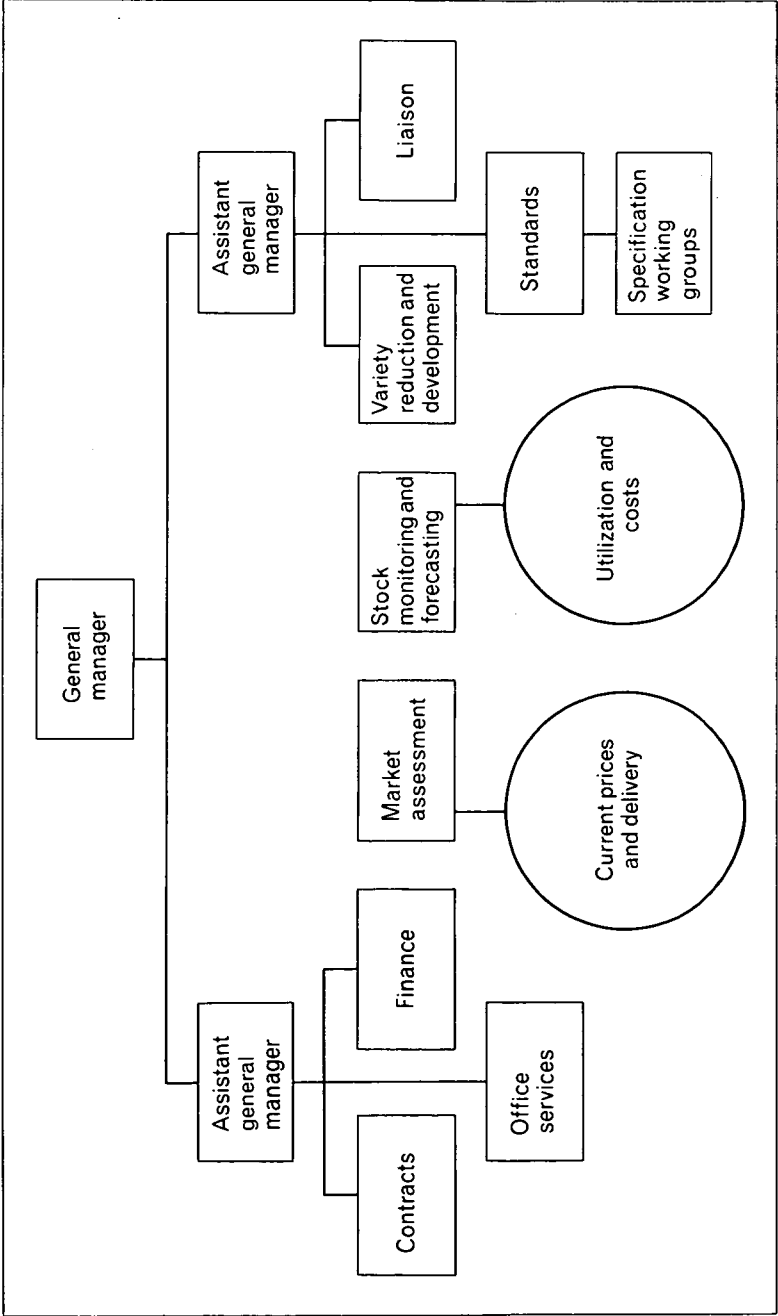 General
manager
Assistant
general
manager
Assistant
general
manager
Contracts
Finance
Market
assessment
Stock
monitoring and
forecasting
Variety
reduction and
development
Liaison
Office
services
Current prices
and delivery
Utilization and
costs
Standards
Specification
working
groups